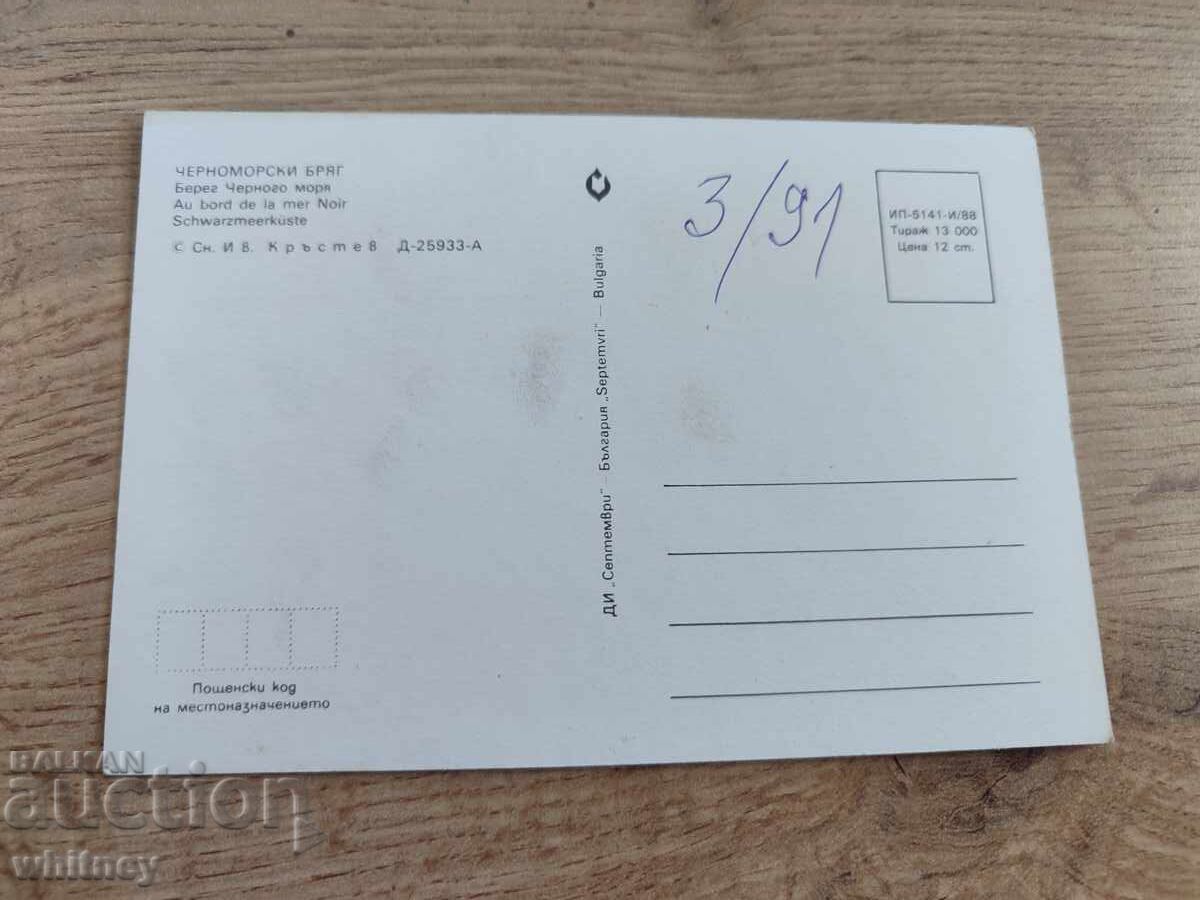 ЧЕРНОМОРСКИ БРЯГ
Берег Черного моря
Au bord de la mer Noir
Schwarzmeerküste
© Сн. Ив. Кръстев Д-25933-А
3/91
ИП-5141-И/88
Тираж 13 000
Цена 12 ст.
ДИ „Септември" – България „Septemvri" – Bulgaria
Пощенски код
на местоназначението
BALKAN
auction
whitney